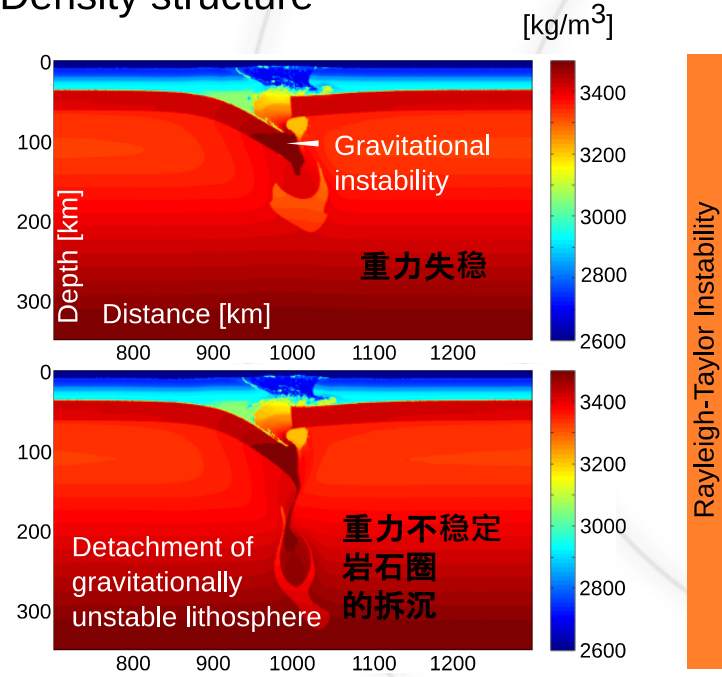 Density structure
[kg/m³]
0
100
200
300
Depth [km]
Distance [km]
Gravitational
instability
重力失稳
800 900 1000 1100 1200
3400
3200
3000
2800
2600
0
100
200
300
Detachment of
gravitationally
unstable lithosphere
重力不稳定
岩石圈
的拆沉
800 900 1000 1100 1200
3400
3200
3000
2800
2600
Rayleigh-Taylor Instability